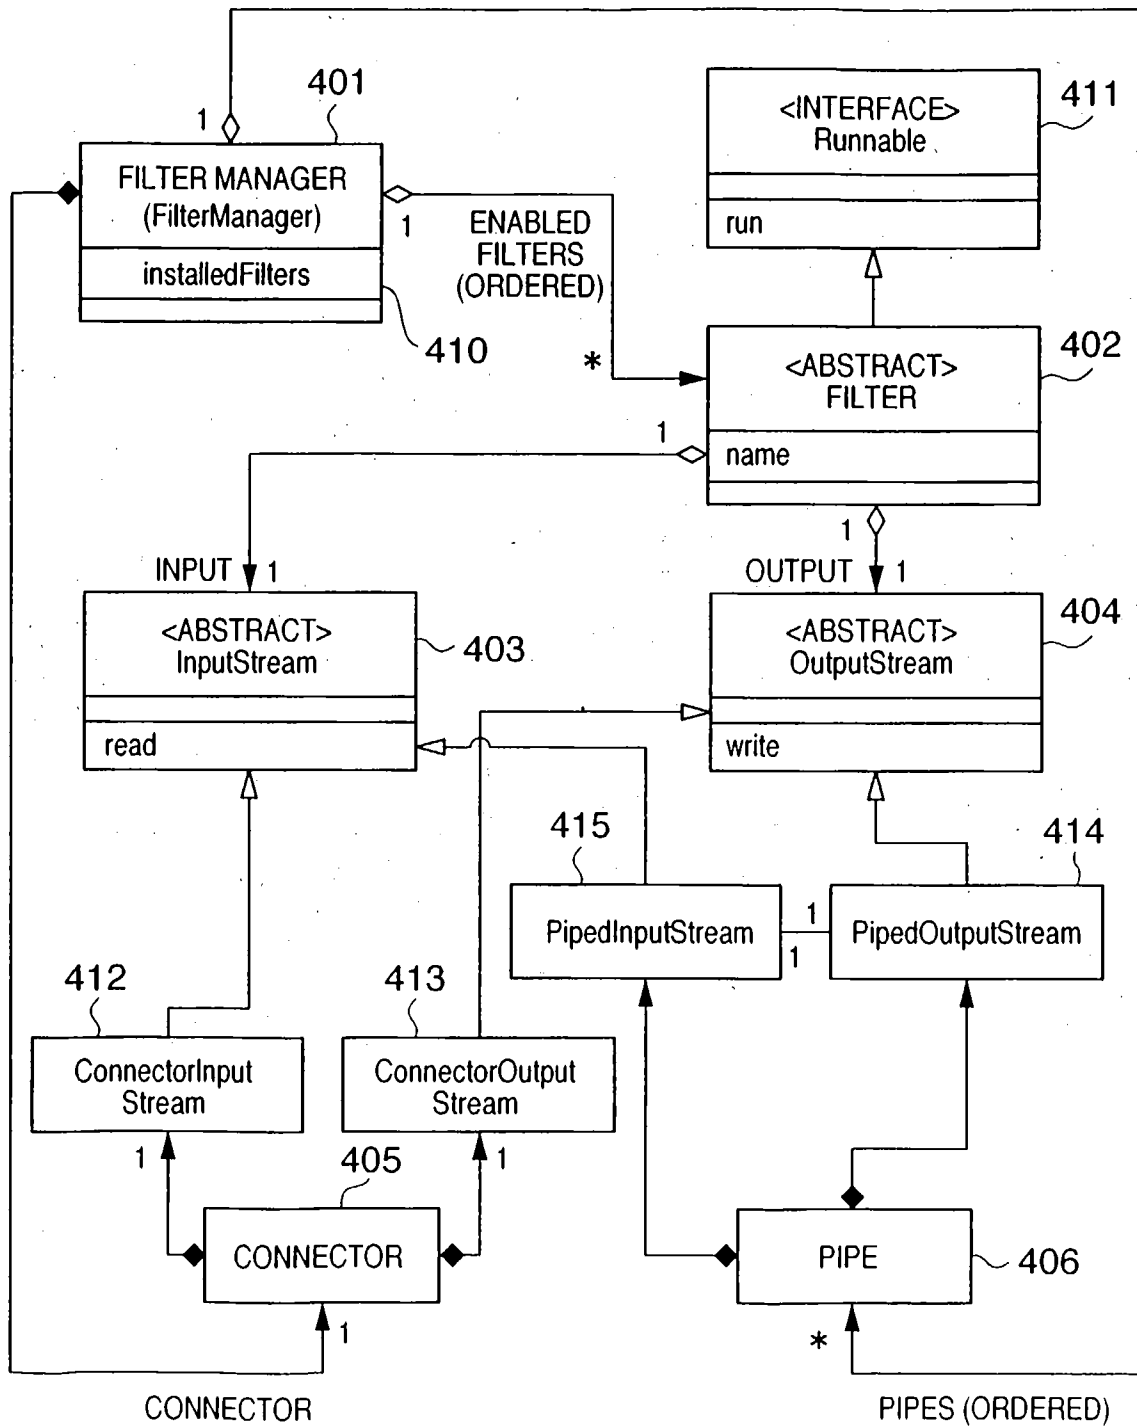 401
1
FILTER MANAGER
(FilterManager)
installedFilters
410
1
ENABLED
FILTERS
(ORDERED)
*
<INTERFACE>
Runnable
run
411
<ABSTRACT>
FILTER
name
402
1
1
INPUT
1
OUTPUT
1
<ABSTRACT>
InputStream
read
403
<ABSTRACT>
OutputStream
write
404
415
PipedInputStream
1
1
414
PipedOutputStream
412
ConnectorInput
Stream
413
ConnectorOutput
Stream
1
1
405
CONNECTOR
1
PIPE
406
*
CONNECTOR
PIPES (ORDERED)